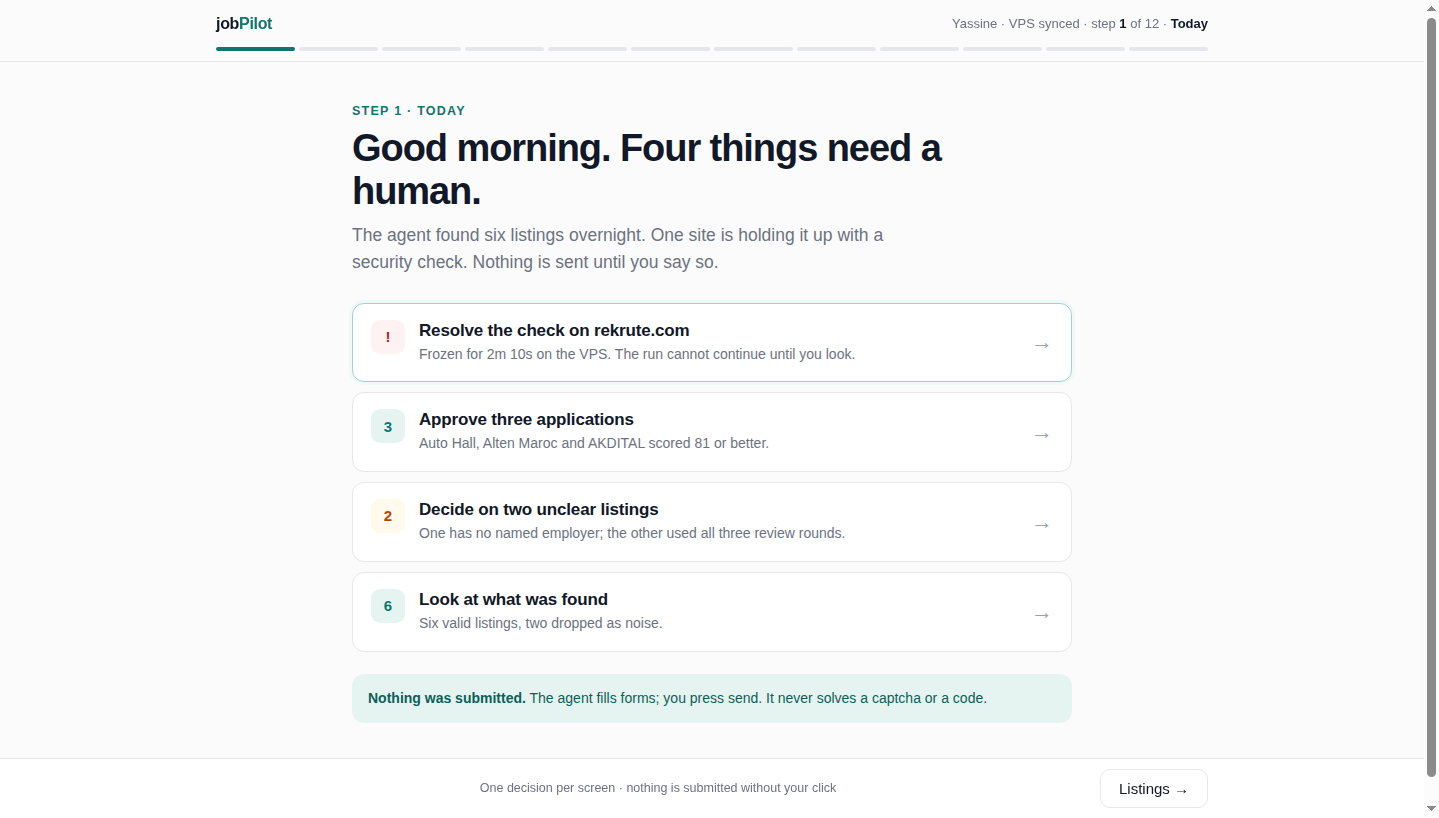 jobPilot
Yassine · VPS synced · step 1 of 12 · Today
STEP 1 · TODAY
Good morning. Four things need a
human.
The agent found six listings overnight. One site is holding it up with a
security check. Nothing is sent until you say so.
!
Resolve the check on rekrute.com
Frozen for 2m 10s on the VPS. The run cannot continue until you look.
→
3
Approve three applications
Auto Hall, Alten Maroc and AKDITAL scored 81 or better.
→
2
Decide on two unclear listings
One has no named employer; the other used all three review rounds.
→
6
Look at what was found
Six valid listings, two dropped as noise.
→
Nothing was submitted. The agent fills forms; you press send. It never solves a captcha or a code.
One decision per screen · nothing is submitted without your click
Listings →